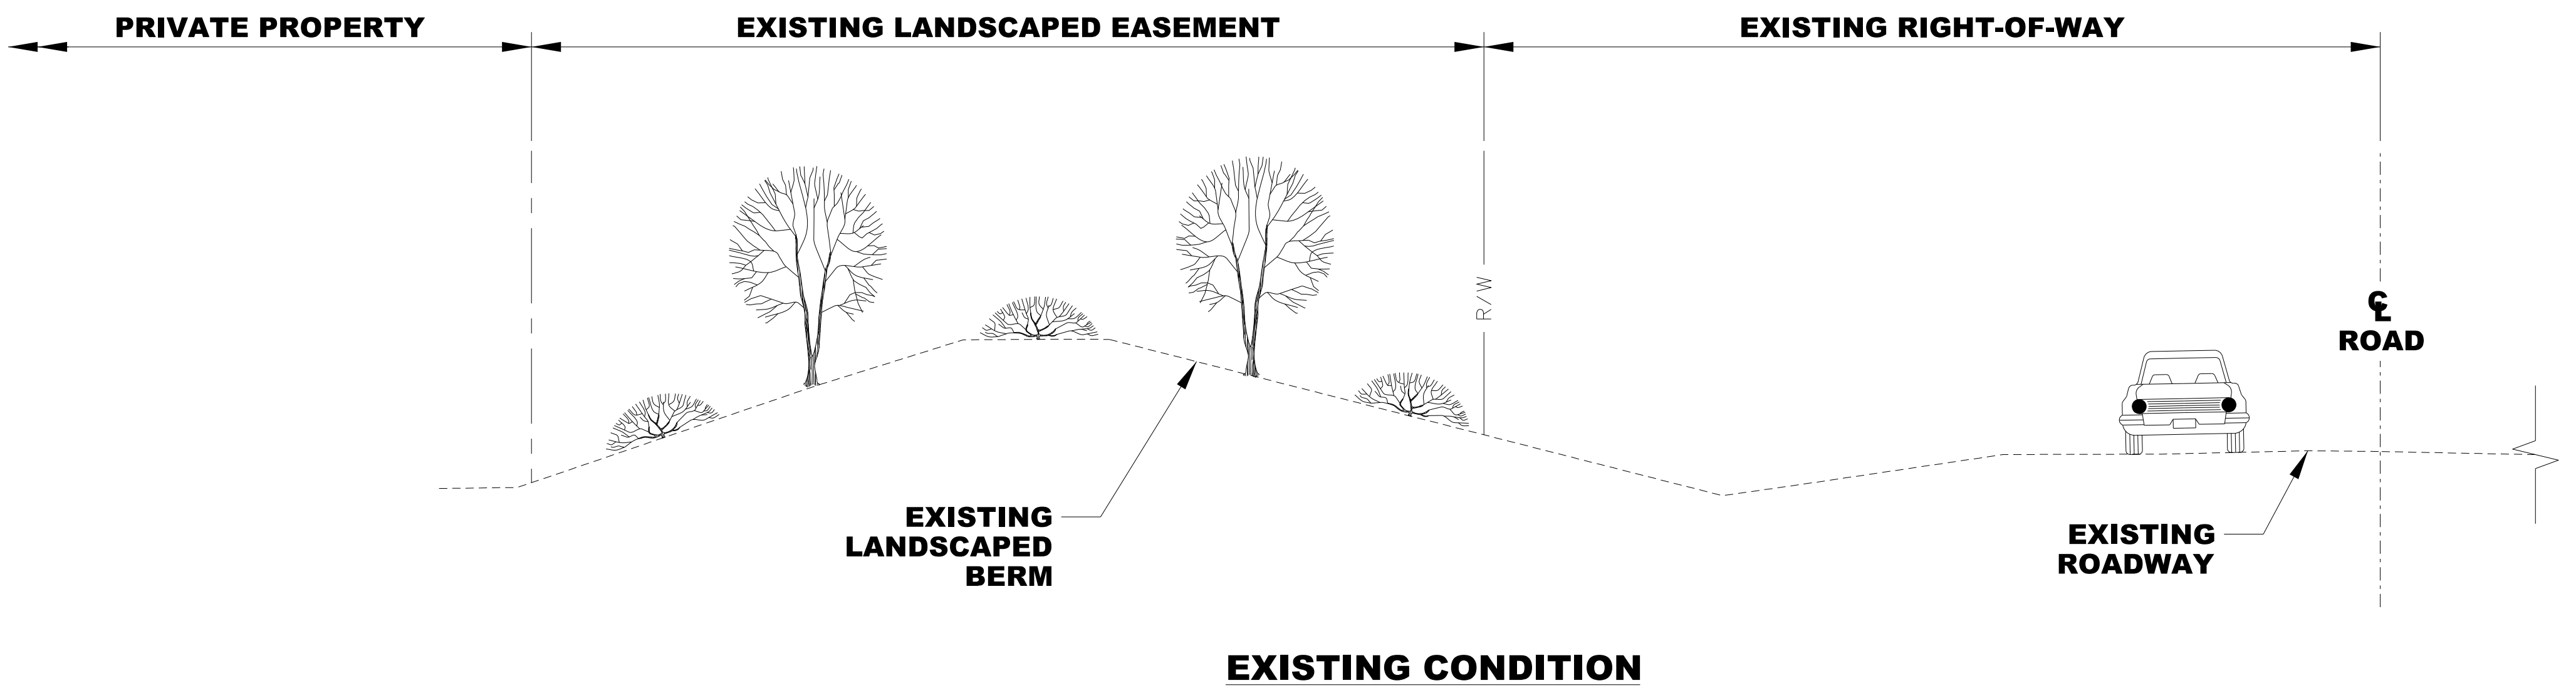 PRIVATE PROPERTY
EXISTING LANDSCAPED EASEMENT
EXISTING RIGHT-OF-WAY
R/W
℄
ROAD
EXISTING
LANDSCAPED
BERM
EXISTING
ROADWAY
EXISTING CONDITION